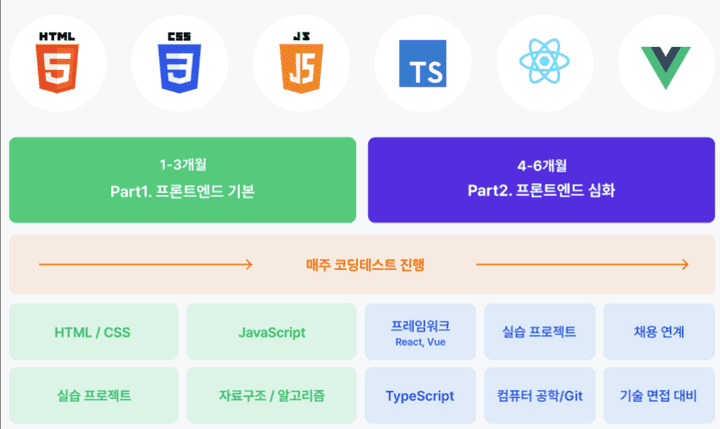 HTML
5
CSS
3
JS
JS
TS
1-3개월
Part1. 프론트엔드 기본
4-6개월
Part2. 프론트엔드 심화
매주 코딩테스트 진행
HTML / CSS
JavaScript
프레임워크
React, Vue
실습 프로젝트
채용 연계
실습 프로젝트
자료구조 / 알고리즘
TypeScript
컴퓨터 공학/Git
기술 면접 대비